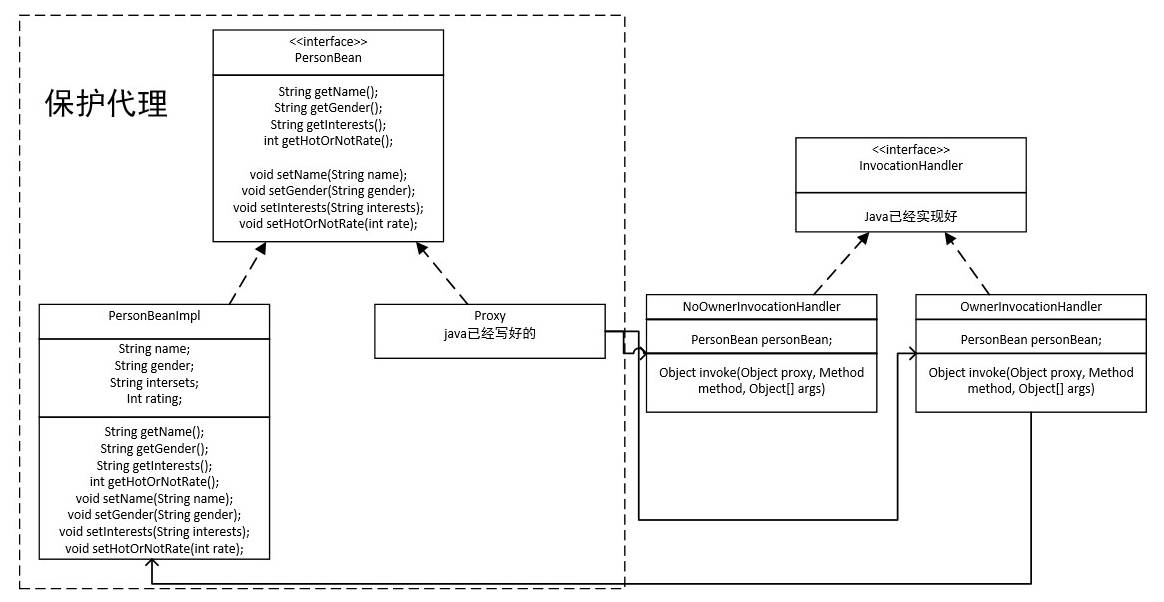 <<interface>>
PersonBean
String getName();
String getGender();
String getInterests();
int getHotOrNotRate();
void setName(String name);
void setGender(String gender);
void setInterests(String interests);
void setHotOrNotRate(int rate);
保护代理
<<interface>>
InvocationHandler
Java已经实现好
PersonBeanImpl
String name;
String gender;
String intersets;
Int rating;
String getName();
String getGender();
String getInterests();
int getHotOrNotRate();
void setName(String name);
void setGender(String gender);
void setInterests(String interests);
void setHotOrNotRate(int rate);
Proxy
java已经写好的
NoOwnerInvocationHandler
PersonBean personBean;
Object invoke(Object proxy, Method
method, Object[] args)
OwnerInvocationHandler
PersonBean personBean;
Object invoke(Object proxy, Method
method, Object[] args)